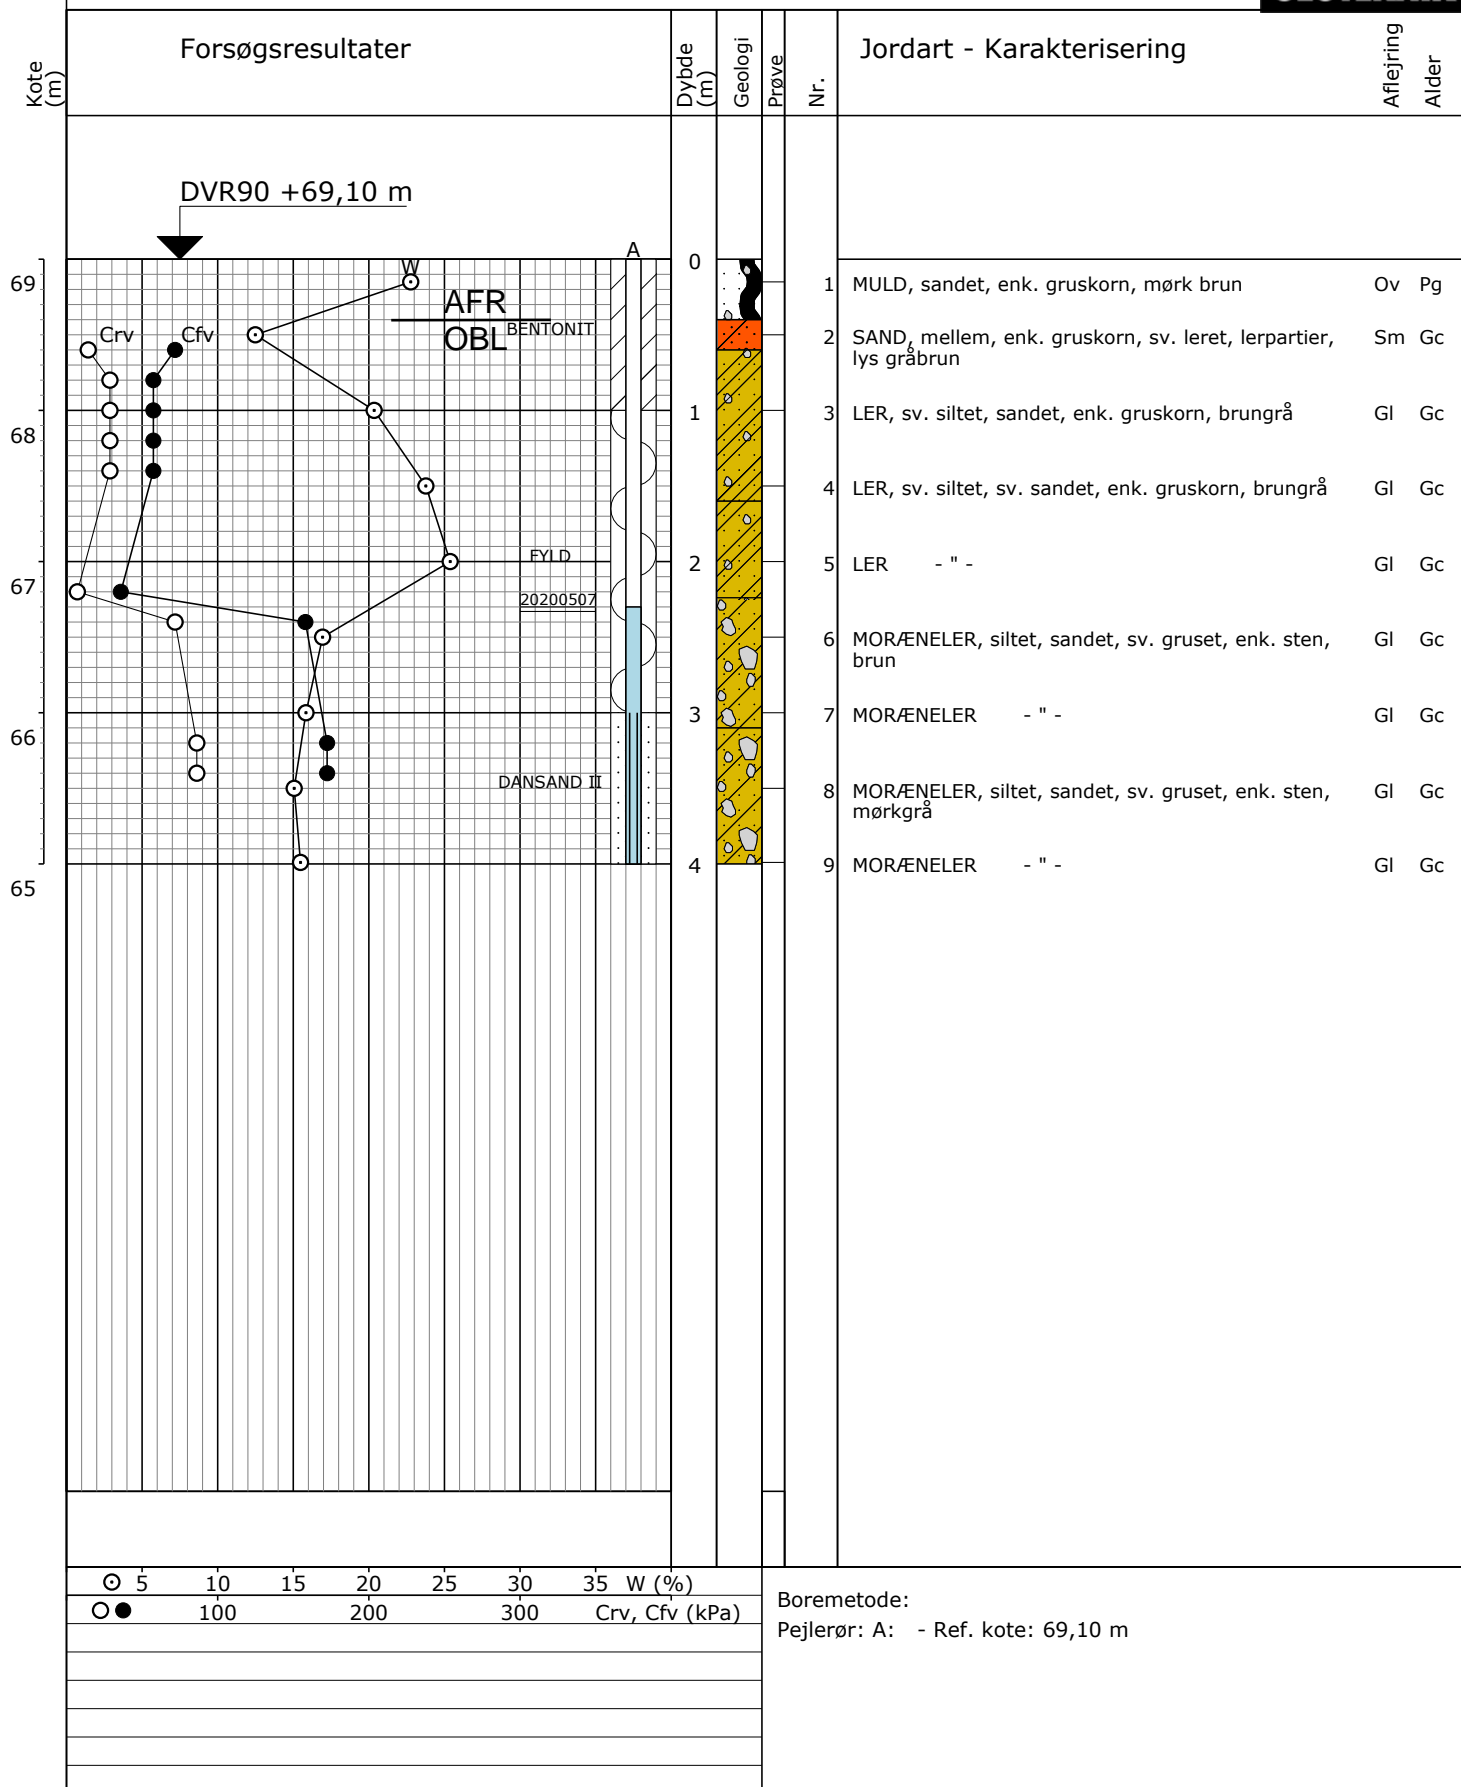 Forsøgsresultater
Kote (m)
Dybde (m)
Geologi
Prøve
Nr.
Jordart - Karakterisering
Aflejring
Alder
DVR90 +69,10 m
A
W
AFR
OBL
BENTONIT
Crv
Cfv
FYLD
20200507
DANSAND II
69
68
67
66
65
0
1
2
3
4
1 MULD, sandet, enk. gruskorn, mørk brun Ov Pg
2 SAND, mellem, enk. gruskorn, sv. leret, lerpartier, Sm Gc
lys gråbrun
3 LER, sv. siltet, sandet, enk. gruskorn, brungrå Gl Gc
4 LER, sv. siltet, sv. sandet, enk. gruskorn, brungrå Gl Gc
5 LER - " - Gl Gc
6 MORÆNELER, siltet, sandet, sv. gruset, enk. sten, Gl Gc
brun
7 MORÆNELER - " - Gl Gc
8 MORÆNELER, siltet, sandet, sv. gruset, enk. sten, Gl Gc
mørkgrå
9 MORÆNELER - " - Gl Gc
5 10 15 20 25 30 35 W (%)
100 200 300 Crv, Cfv (kPa)
Boremetode:
Pejlerør: A: - Ref. kote: 69,10 m